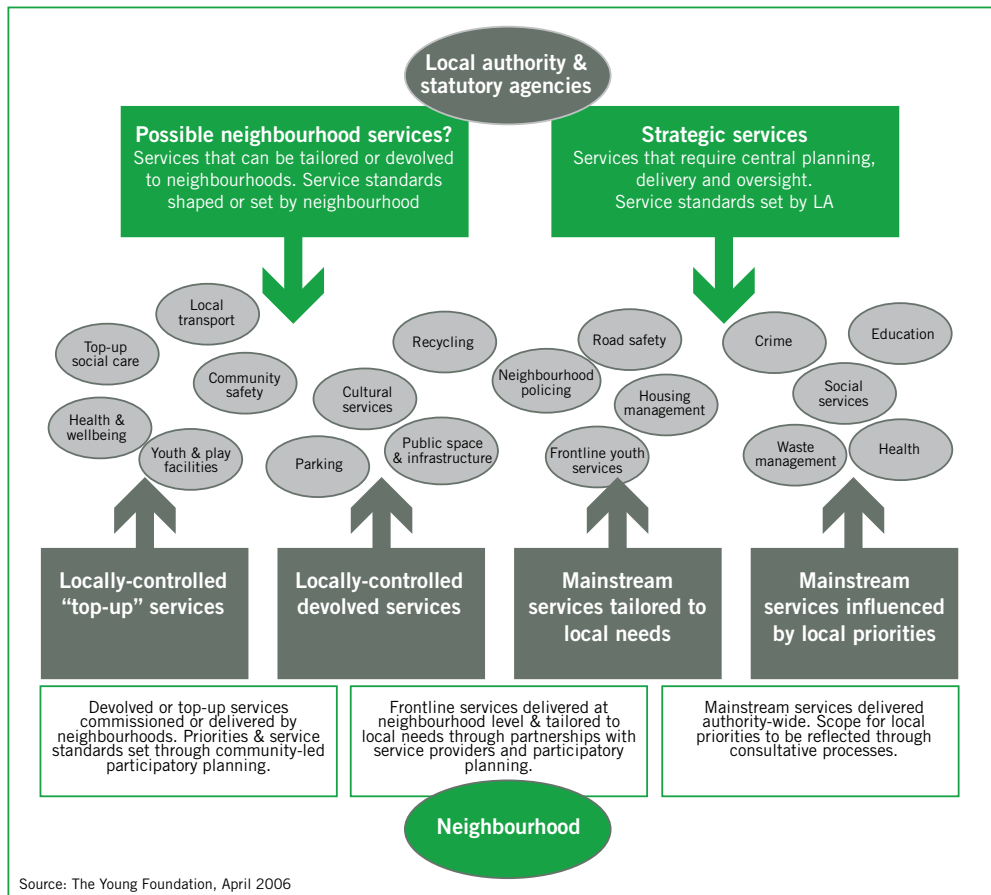 Local authority &
statutory agencies
Possible neighbourhood services?
Services that can be tailored or devolved
to neighbourhoods. Service standards
shaped or set by neighbourhood
Strategic services
Services that require central planning,
delivery and oversight.
Service standards set by LA
Local
transport
Top-up
social care
Community
safety
Health &
wellbeing
Youth & play
facilities
Recycling
Cultural
services
Parking
Public space
& infrastructure
Road safety
Neighbourhood
policing
Housing
management
Frontline youth
services
Crime
Education
Social
services
Waste
management
Health
Locally-controlled
“top-up” services
Locally-controlled
devolved services
Mainstream
services tailored to
local needs
Mainstream
services influenced
by local priorities
Devolved or top-up services
commissioned or delivered by
neighbourhoods. Priorities & service
standards set through community-led
participatory planning.
Frontline services delivered at
neighbourhood level & tailored to
local needs through partnerships with
service providers and participatory
planning.
Mainstream services delivered
authority-wide. Scope for local
priorities to be reflected through
consultative processes.
Neighbourhood
Source: The Young Foundation, April 2006